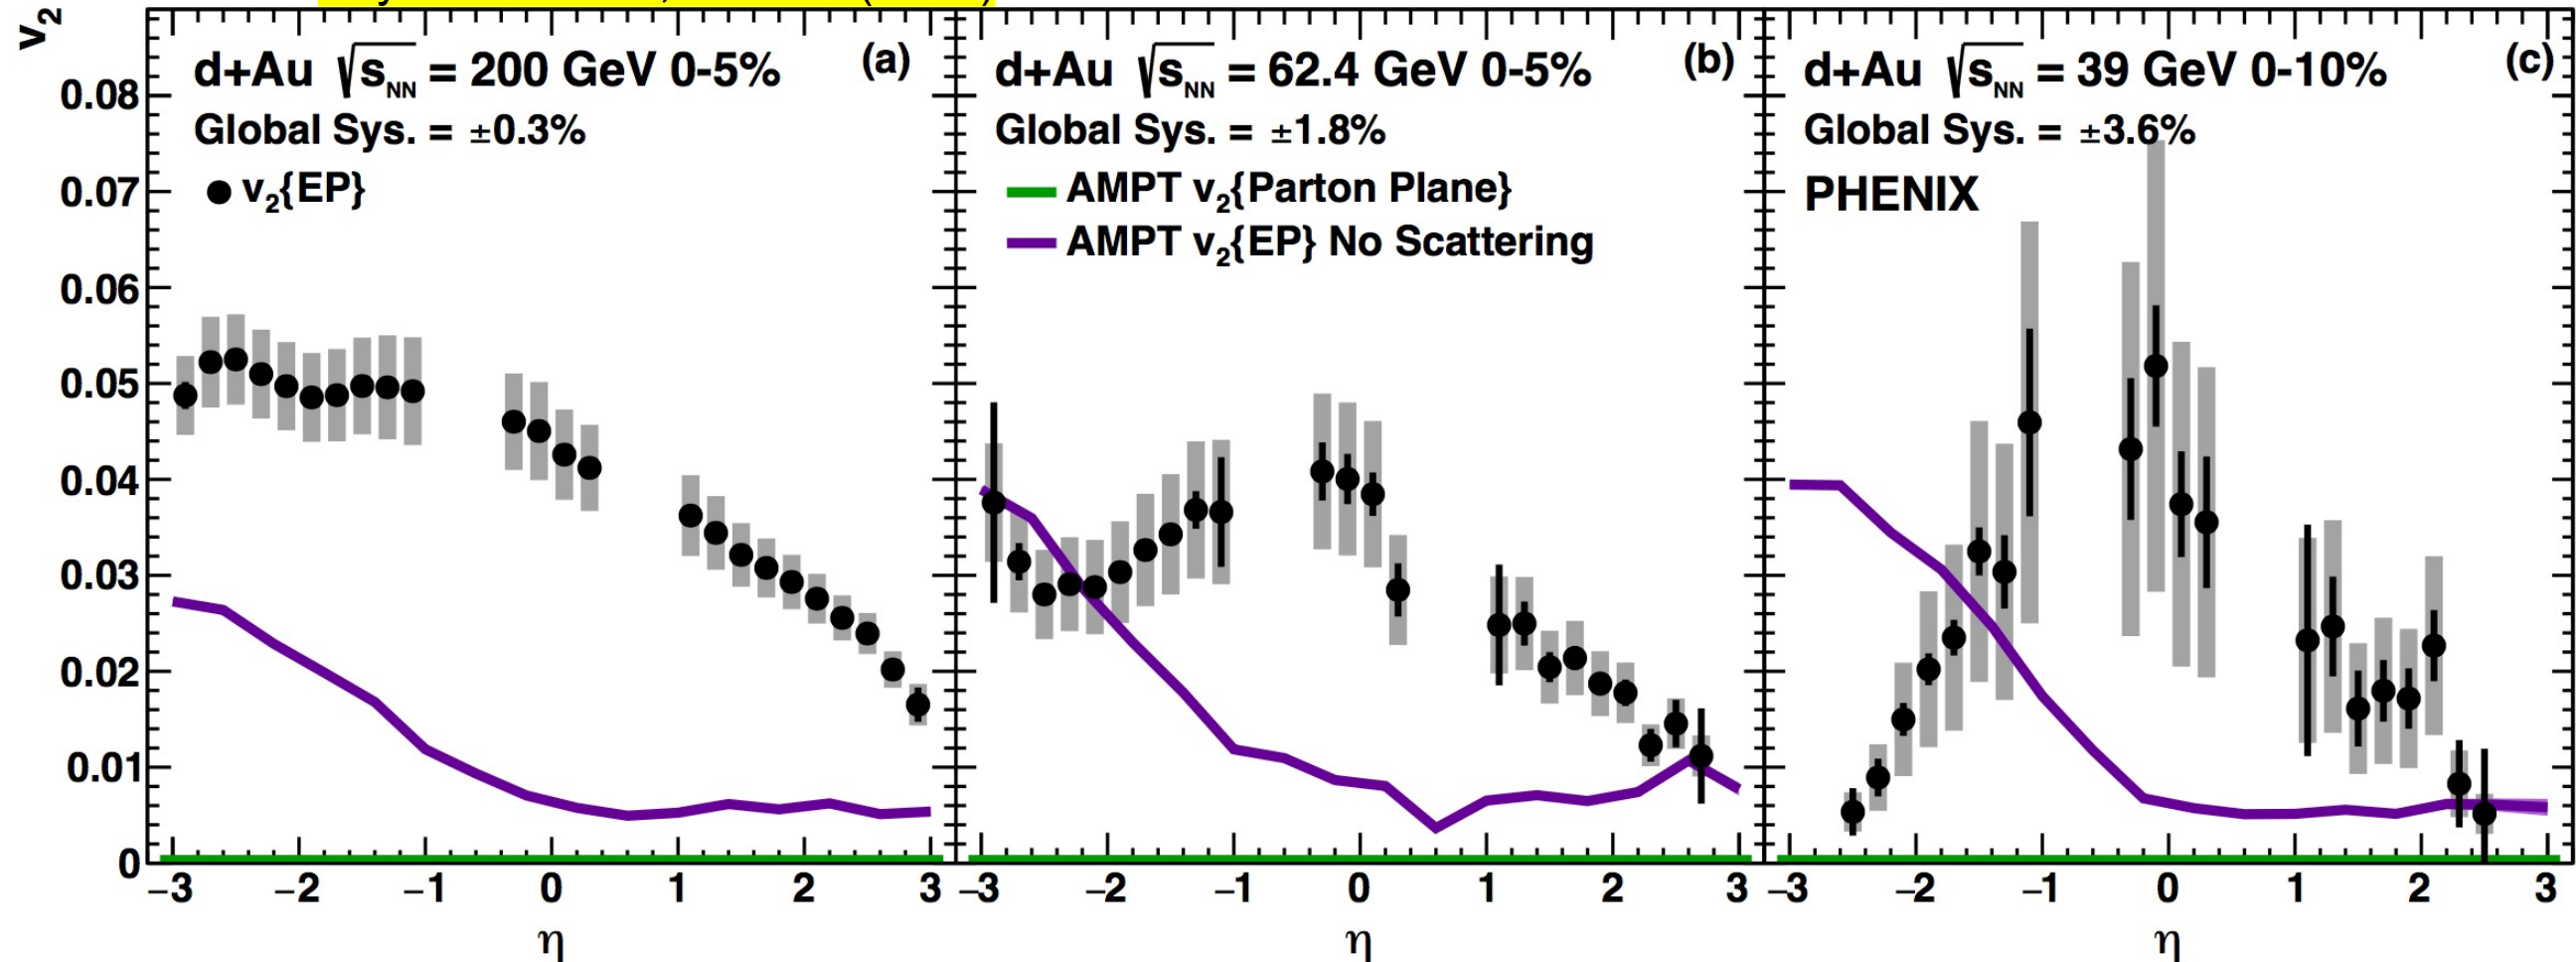 v2
d+Au √sNN = 200 GeV 0-5% (a)
Global Sys. = ±0.3%
v2{EP}
d+Au √sNN = 62.4 GeV 0-5% (b)
Global Sys. = ±1.8%
AMPT v2{Parton Plane}
AMPT v2{EP} No Scattering
d+Au √sNN = 39 GeV 0-10% (c)
Global Sys. = ±3.6%
PHENIX
0.08
0.07
0.06
0.05
0.04
0.03
0.02
0.01
0
−3 −2 −1 0 1 2 3
−3 −2 −1 0 1 2 3
−3 −2 −1 0 1 2 3
η
η
η